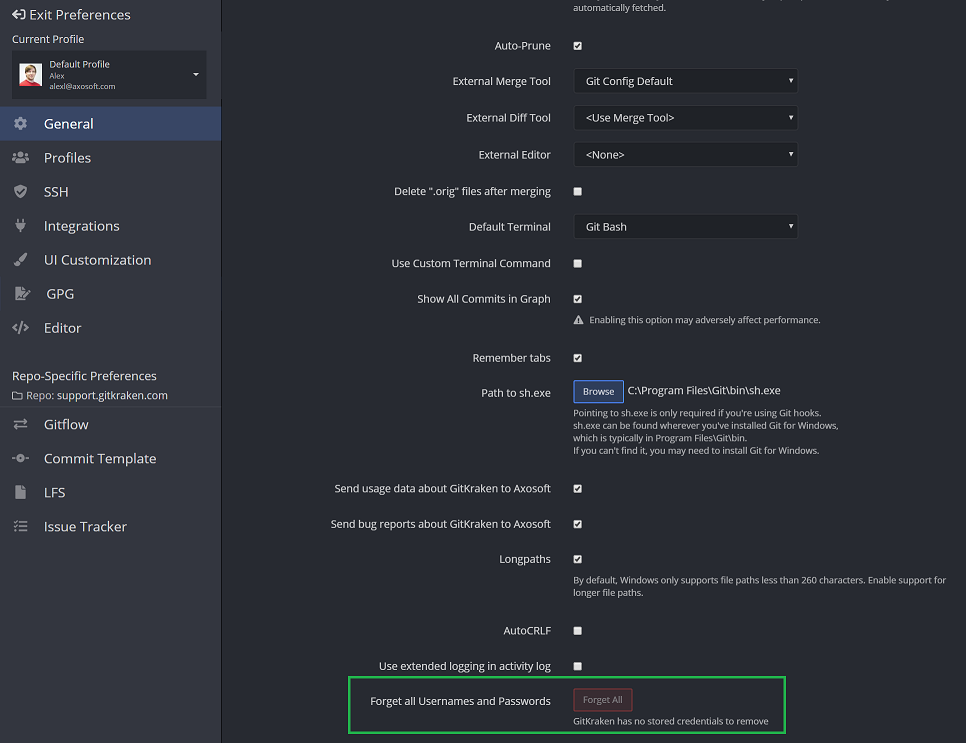 Exit Preferences
Current Profile
Default Profile
Alex
alexl@axosoft.com
General
Profiles
SSH
Integrations
UI Customization
GPG
Editor
Repo-Specific Preferences
Repo: support.gitkraken.com
Gitflow
Commit Template
LFS
Issue Tracker
automatically fetched.
Auto-Prune
External Merge Tool Git Config Default
External Diff Tool <Use Merge Tool>
External Editor <None>
Delete ".orig" files after merging
Default Terminal Git Bash
Use Custom Terminal Command
Show All Commits in Graph
Enabling this option may adversely affect performance.
Remember tabs
Path to sh.exe Browse C:\Program Files\Git\bin\sh.exe
Pointing to sh.exe is only required if you're using Git hooks.
sh.exe can be found wherever you've installed Git for Windows,
which is typically in Program Files\Git\bin.
If you can't find it, you may need to install Git for Windows.
Send usage data about GitKraken to Axosoft
Send bug reports about GitKraken to Axosoft
Longpaths
By default, Windows only supports file paths less than 260 characters. Enable support for
longer file paths.
AutoCRLF
Use extended logging in activity log
Forget all Usernames and Passwords Forget All
GitKraken has no stored credentials to remove